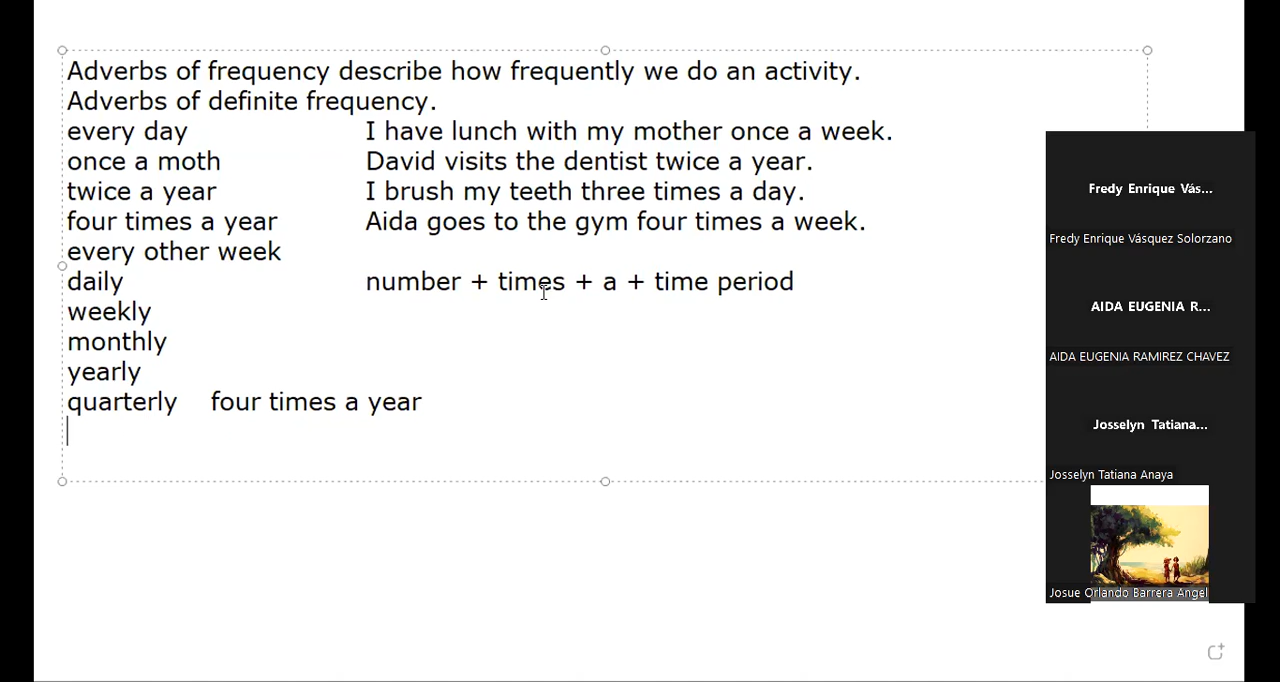 Adverbs of frequency describe how frequently we do an activity.
Adverbs of definite frequency.
every day I have lunch with my mother once a week.
once a moth David visits the dentist twice a year.
twice a year I brush my teeth three times a day.
four times a year Aida goes to the gym four times a week.
every other week
daily number + times + a + time period
weekly
monthly
yearly
quarterly four times a year
Fredy Enrique Vás...
Fredy Enrique Vásquez Solorzano
AIDA EUGENIA R...
AIDA EUGENIA RAMIREZ CHAVEZ
Josselyn Tatiana...
Josselyn Tatiana Anaya
Josue Orlando Barrera Angel